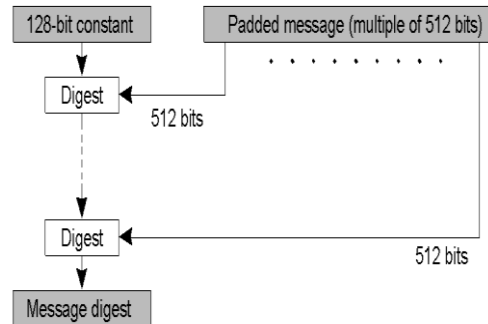 128-bit constant
Padded message (multiple of 512 bits)
Digest
512 bits
Digest
512 bits
Message digest